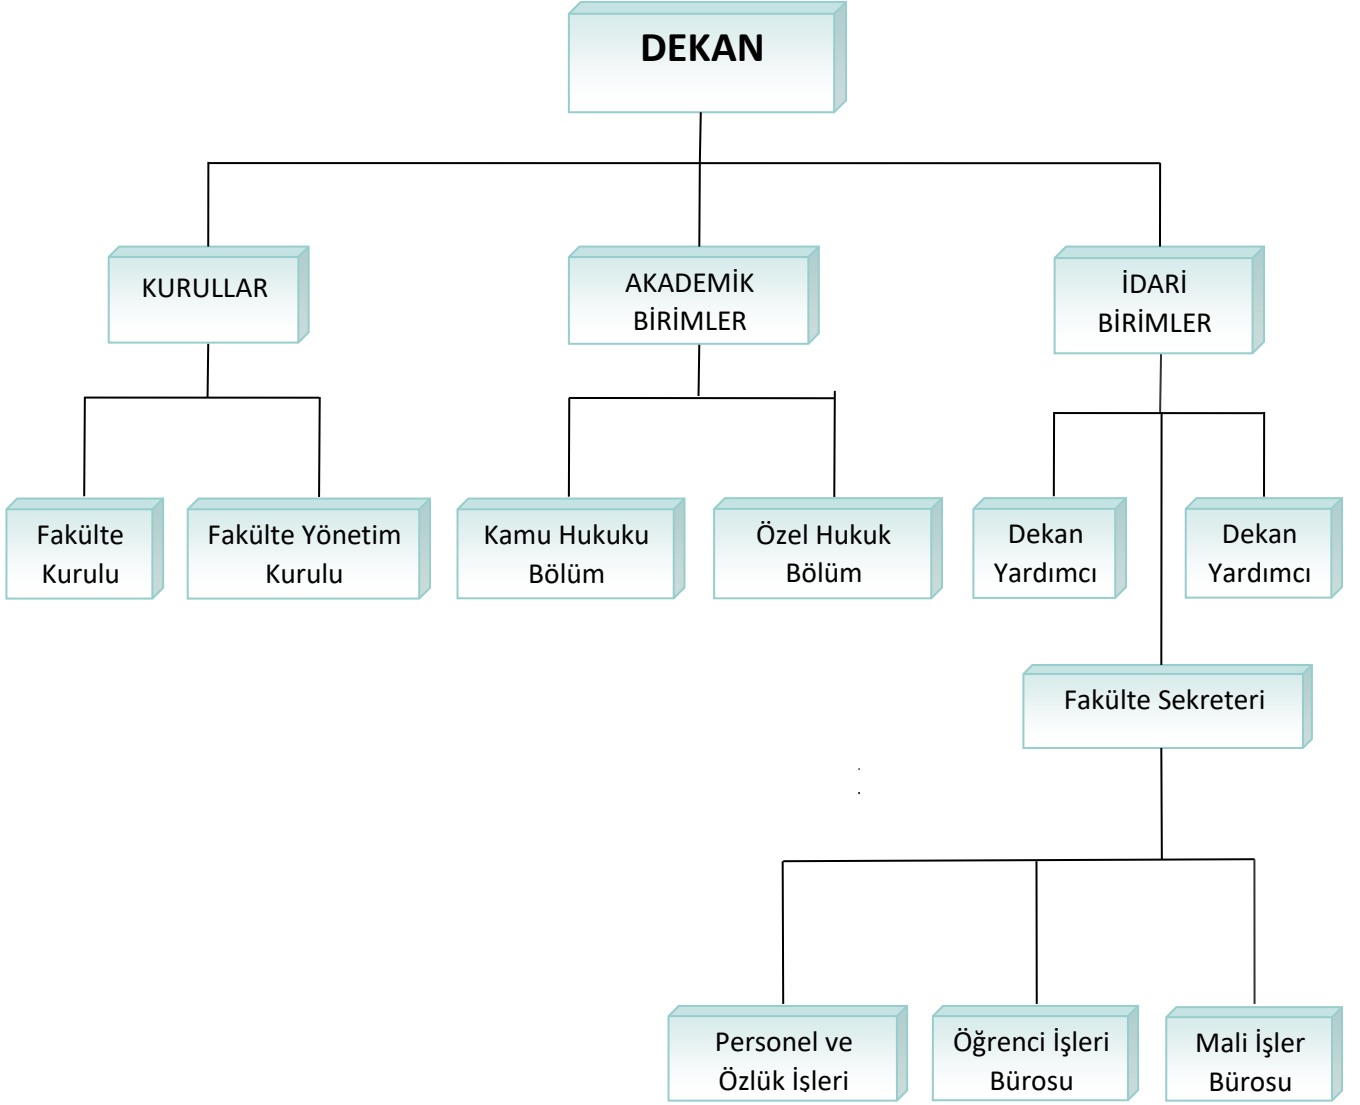 DEKAN
KURULLAR
AKADEMİK
BİRİMLER
İDARİ
BİRİMLER
Fakülte
Kurulu
Fakülte Yönetim
Kurulu
Kamu Hukuku
Bölüm
Özel Hukuk
Bölüm
Dekan
Yardımcı
Dekan
Yardımcı
Fakülte Sekreteri
Personel ve
Özlük İşleri
Öğrenci İşleri
Bürosu
Mali İşler
Bürosu